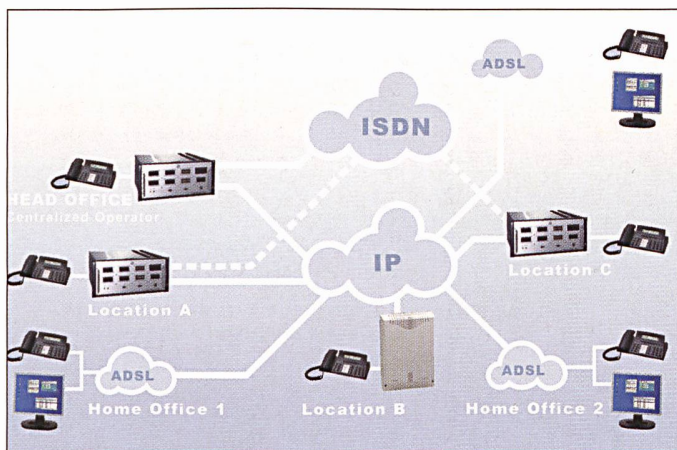 ADSL
ISDN
HEAD OFFICE
Centralized Operator
IP
Location C
Location A
ADSL
Home Office 1
Location B
ADSL
Home Office 2